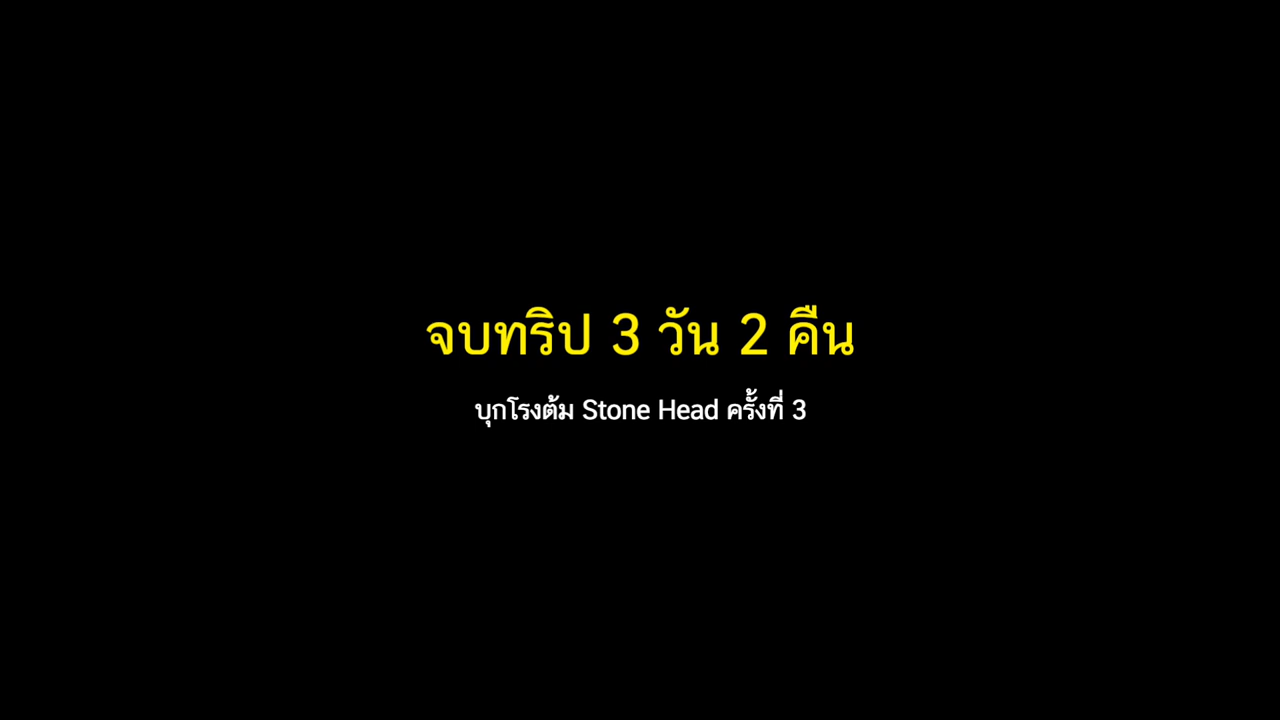 จบทริป 3 วัน 2 คืน
บุกโรงต้ม Stone Head ครั้งที่ 3